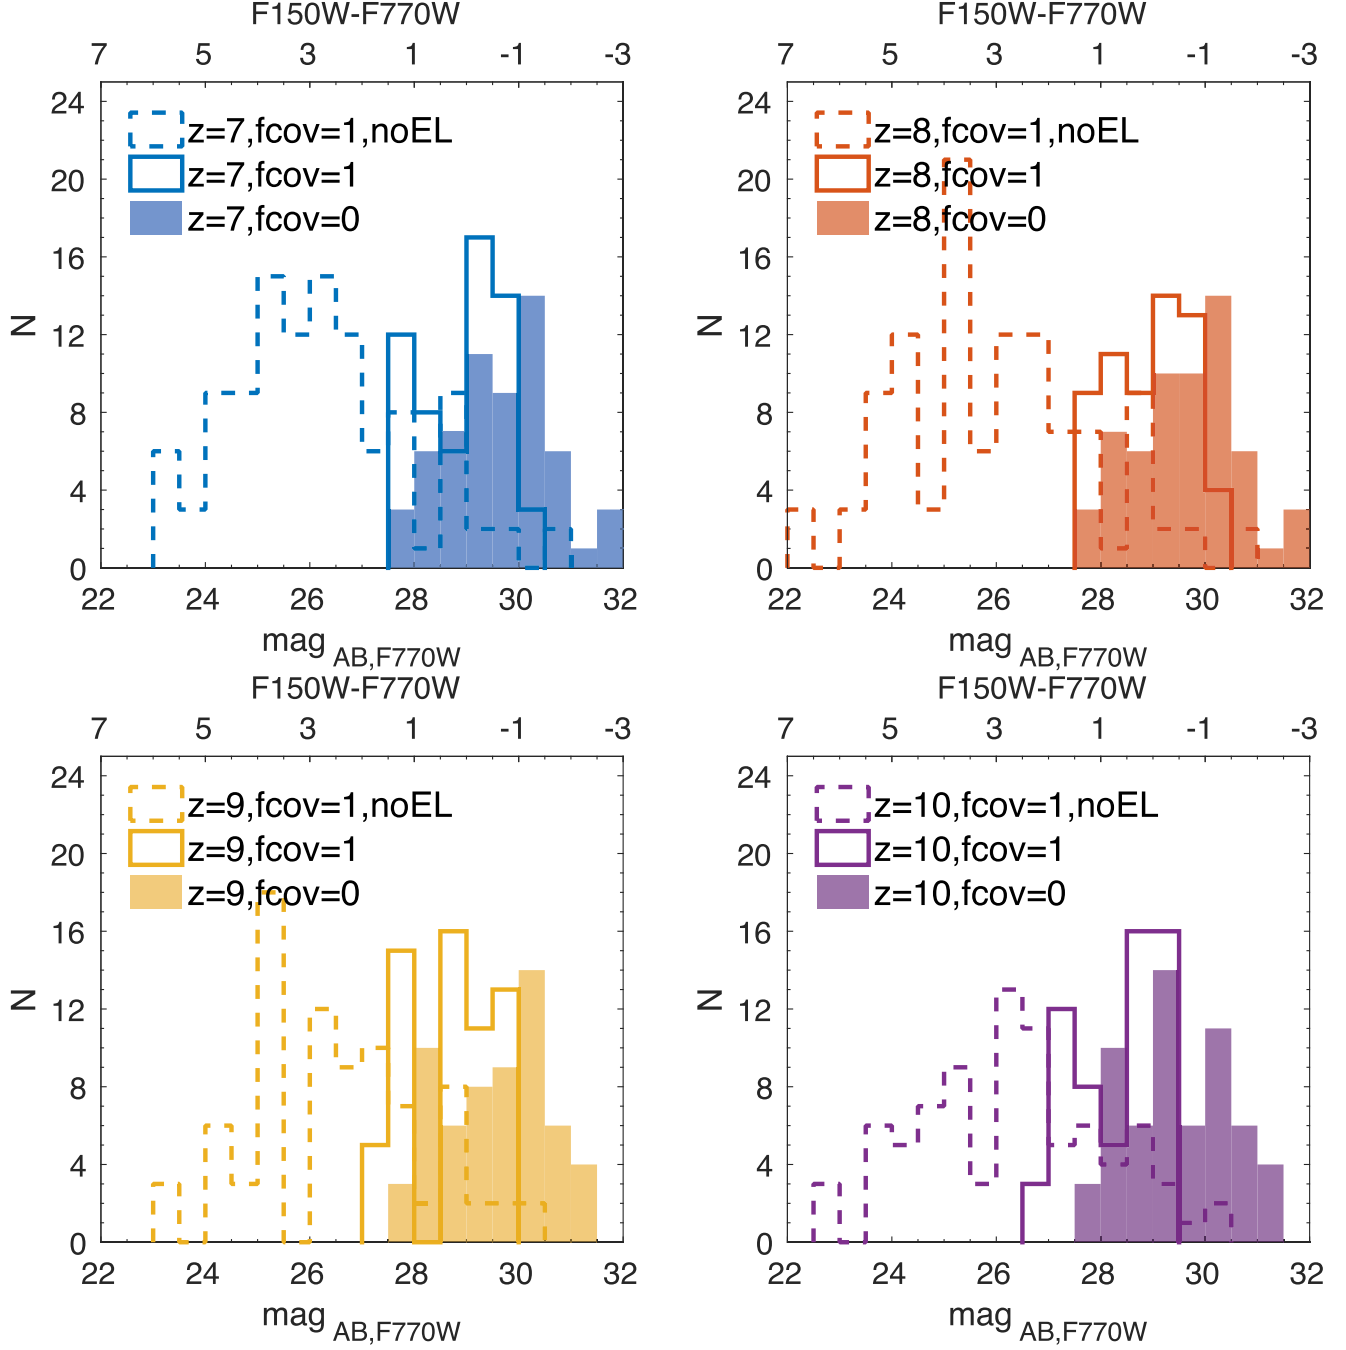 F150W-F770W
7 5 3 1 -1 -3
24
20
16
12
8
4
0
N
z=7,fcov=1,noEL
z=7,fcov=1
z=7,fcov=0
22 24 26 28 30 32
mag AB,F770W
F150W-F770W
7 5 3 1 -1 -3
24
20
16
12
8
4
0
N
z=8,fcov=1,noEL
z=8,fcov=1
z=8,fcov=0
22 24 26 28 30 32
mag AB,F770W
F150W-F770W
7 5 3 1 -1 -3
24
20
16
12
8
4
0
N
z=9,fcov=1,noEL
z=9,fcov=1
z=9,fcov=0
22 24 26 28 30 32
mag AB,F770W
F150W-F770W
7 5 3 1 -1 -3
24
20
16
12
8
4
0
N
z=10,fcov=1,noEL
z=10,fcov=1
z=10,fcov=0
22 24 26 28 30 32
mag AB,F770W